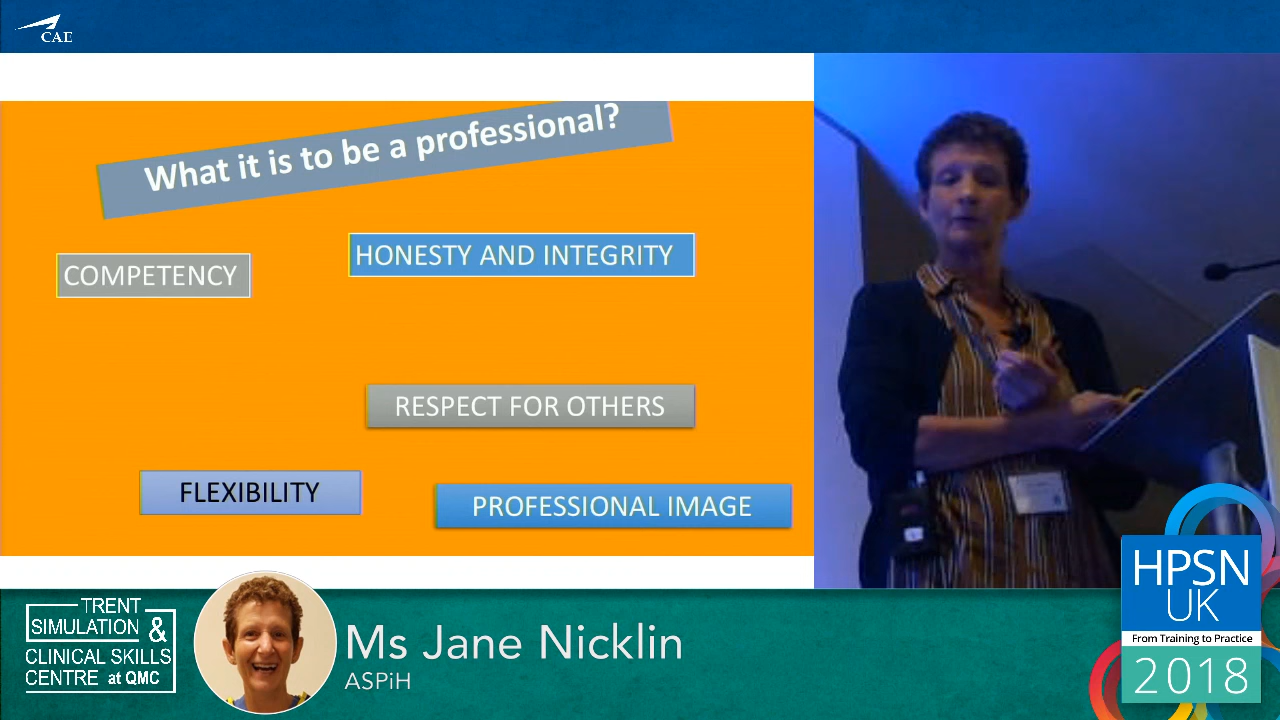 CAE
What it is to be a professional?
COMPETENCY
HONESTY AND INTEGRITY
RESPECT FOR OTHERS
FLEXIBILITY
PROFESSIONAL IMAGE
TRENT
SIMULATION &
CLINICAL SKILLS
CENTRE at QMC
Ms Jane Nicklin
ASPiH
HPSN
UK
From Training to Practice
2018